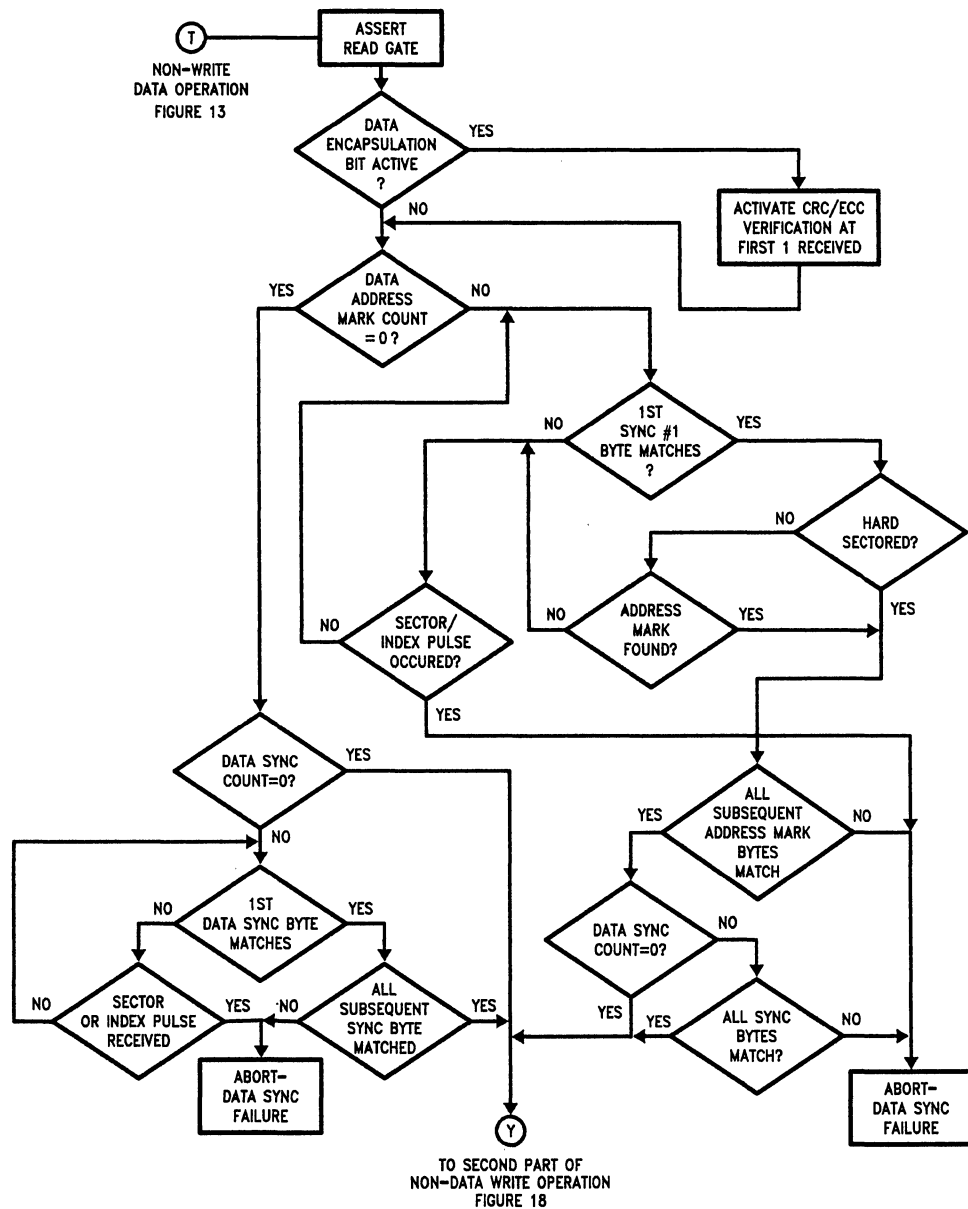 ASSERT
READ GATE
T
NON-WRITE
DATA OPERATION
FIGURE 13
DATA
ENCAPSULATION
BIT ACTIVE
?
YES
NO
ACTIVATE CRC/ECC
VERIFICATION AT
FIRST 1 RECEIVED
YES
DATA
ADDRESS
MARK COUNT
=0?
NO
NO
1ST
SYNC #1
BYTE MATCHES
?
YES
NO
HARD
SECTORED?
YES
NO
SECTOR/
INDEX PULSE
OCCURED?
YES
NO
ADDRESS
MARK
FOUND?
YES
DATA SYNC
COUNT=0?
YES
NO
YES
ALL
SUBSEQUENT
ADDRESS MARK
BYTES
MATCH
NO
NO
1ST
DATA SYNC BYTE
MATCHES
YES
DATA SYNC
COUNT=0?
NO
YES
NO
SECTOR
OR INDEX PULSE
RECEIVED
YES
NO
ALL
SUBSEQUENT
SYNC BYTE
MATCHED
YES
YES
ALL SYNC
BYTES
MATCH?
NO
ABORT-
DATA SYNC
FAILURE
ABORT-
DATA SYNC
FAILURE
Y
TO SECOND PART OF
NON-DATA WRITE OPERATION
FIGURE 18